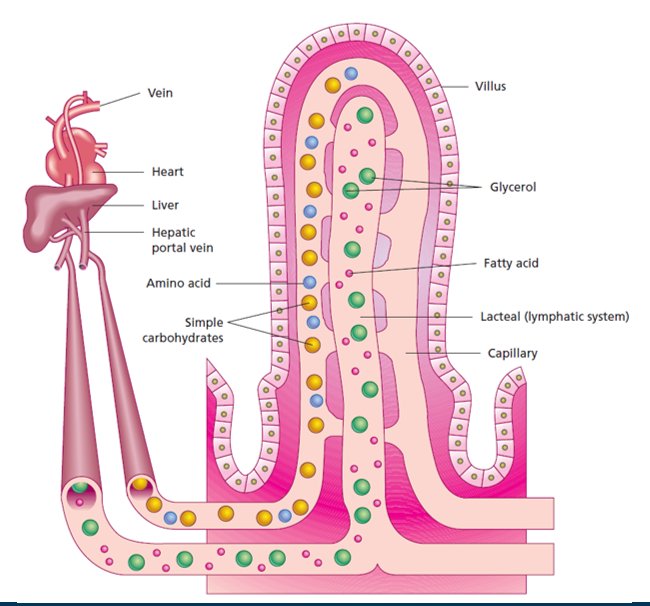 Vein
Villus
Heart
Glycerol
Liver
Hepatic
portal vein
Fatty acid
Amino acid
Lacteal (lymphatic system)
Simple
carbohydrates
Capillary